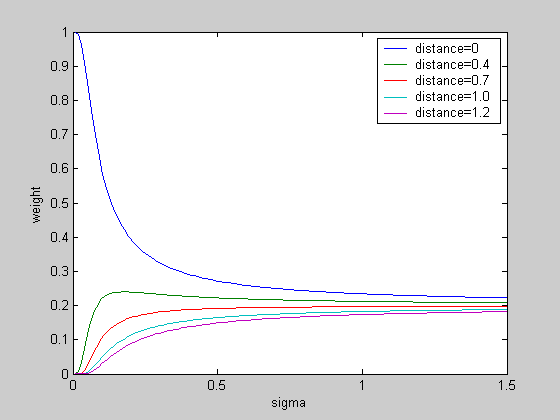 1
0.9
0.8
0.7
0.6
0.5
0.4
0.3
0.2
0.1
0
weight
distance=0
distance=0.4
distance=0.7
distance=1.0
distance=1.2
0 0.5 1 1.5
sigma